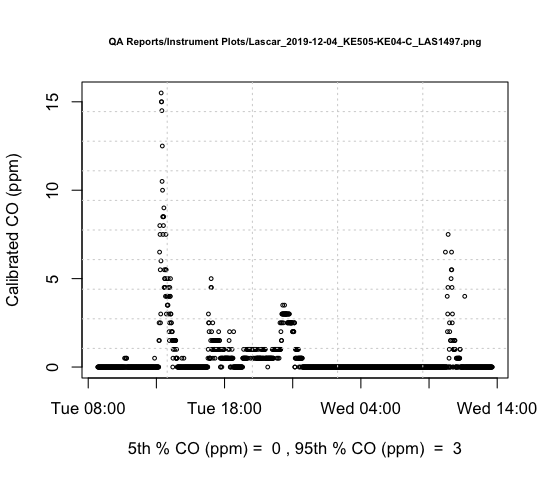 QA Reports/Instrument Plots/Lascar_2019-12-04_KE505-KE04-C_LAS1497.png
Calibrated CO (ppm)
15
10
5
0
Tue 08:00 Tue 18:00 Wed 04:00 Wed 14:00
5th % CO (ppm) = 0 , 95th % CO (ppm) = 3